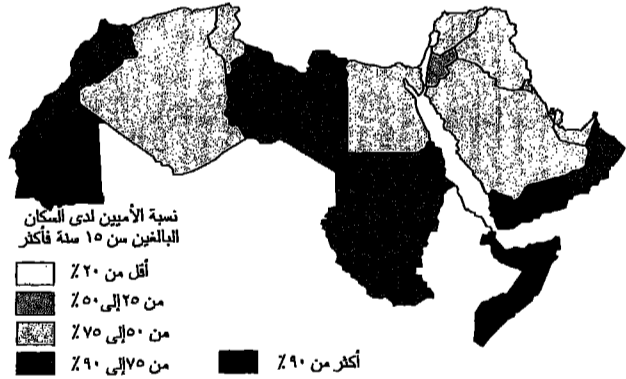 نسبة الأميين لدى السكان
البالغين سن ١٥ سنة فأكثر
أقل من ٢٠ ٪
من ٢٥ إلى ٥٠ ٪
من ٥٠ إلى ٧٥ ٪
من ٧٥ إلى ٩٠ ٪
أكثر من ٩٠ ٪